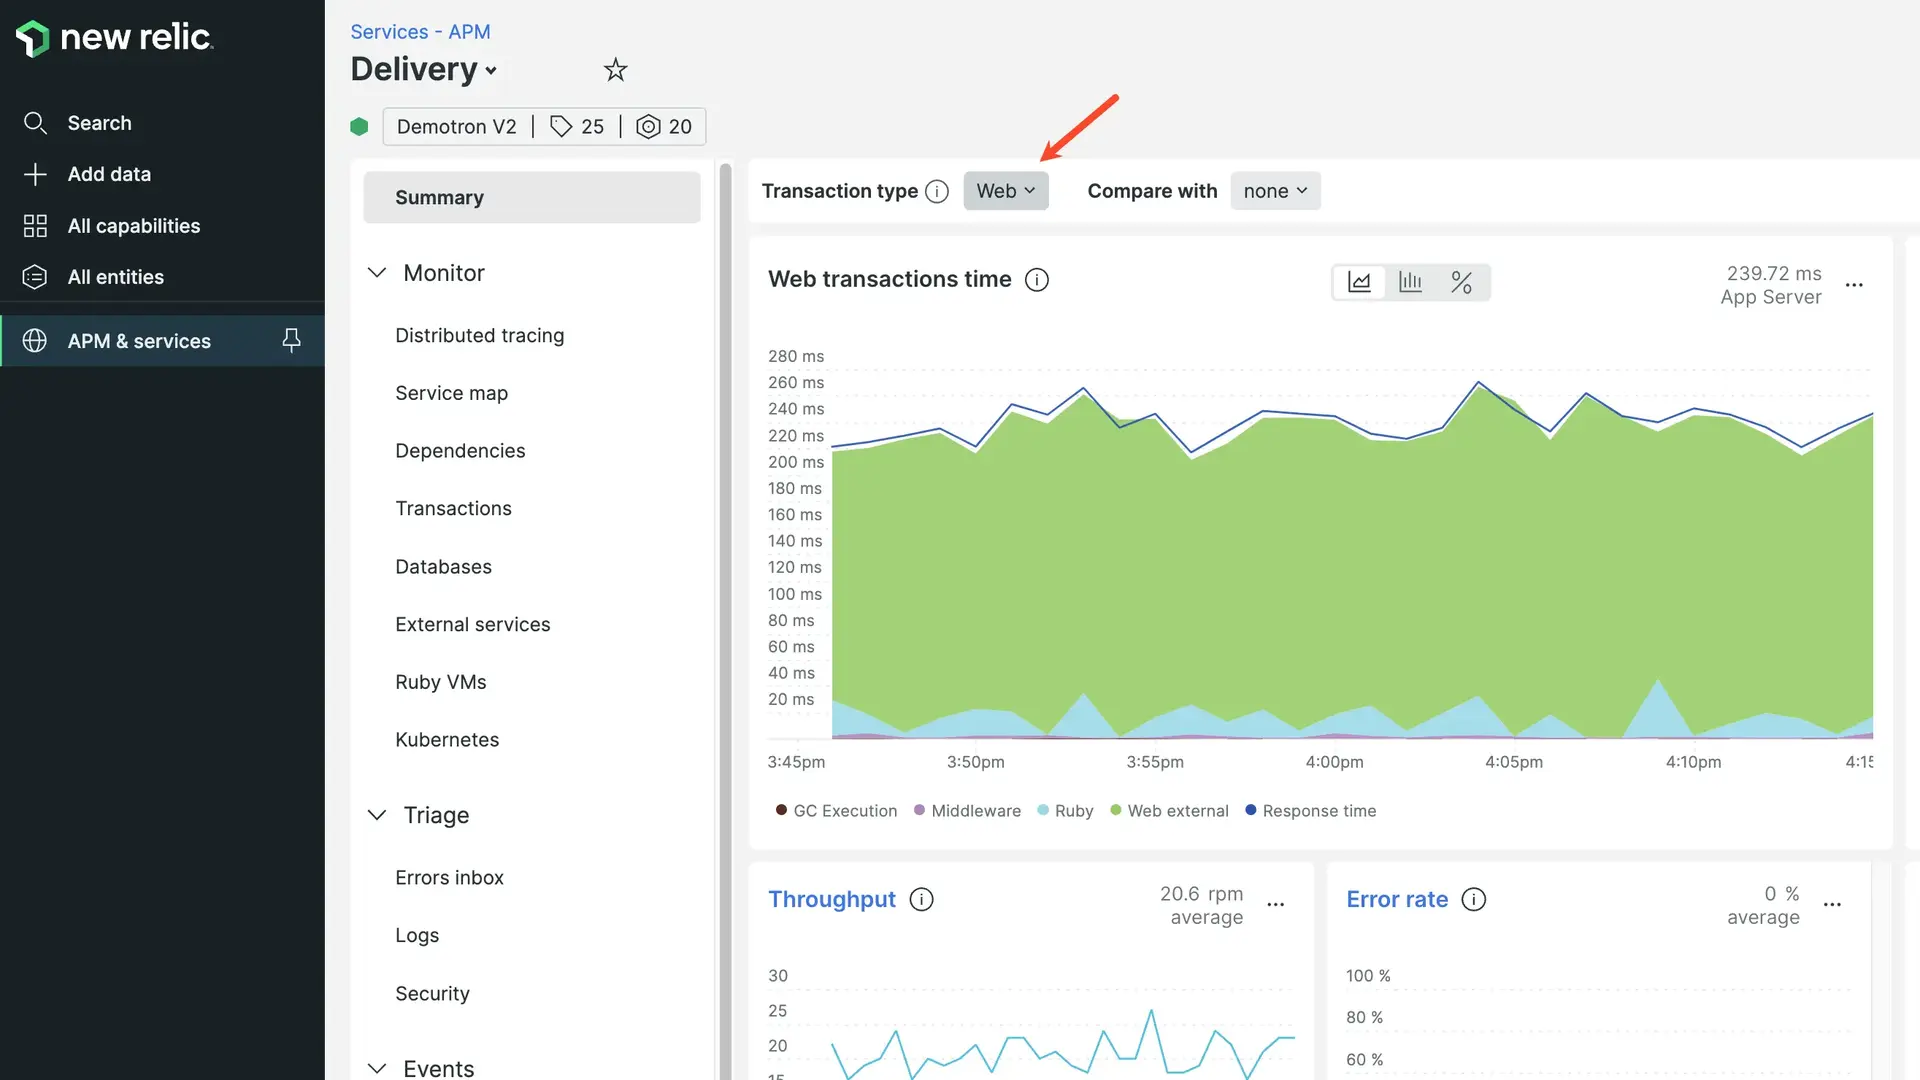 new relic
Search
Add data
All capabilities
All entities
APM & services
Services - APM
Delivery
Demotron V2 | 25 | 20
Summary
Monitor
Distributed tracing
Service map
Dependencies
Transactions
Databases
External services
Ruby VMs
Kubernetes
Triage
Errors inbox
Logs
Security
Events
Transaction type Web Compare with none
Web transactions time
%
239.72 ms
App Server
280 ms
260 ms
240 ms
220 ms
200 ms
180 ms
160 ms
140 ms
120 ms
100 ms
80 ms
60 ms
40 ms
20 ms
3:45pm 3:50pm 3:55pm 4:00pm 4:05pm 4:10pm 4:15
GC Execution Middleware Ruby Web external Response time
Throughput
20.6 rpm
average
30
25
20
15
Error rate
0 %
average
100 %
80 %
60 %